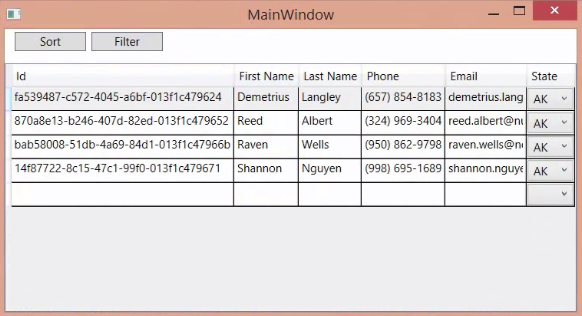 MainWindow
Sort Filter
Id First Name Last Name Phone Email State
fa539487-c572-4045-a6bf-013f1c479624 Demetrius Langley (657) 854-8183 demetrius.lang AK
870a8e13-b246-407d-82ed-013f1c479652 Reed Albert (324) 969-3404 reed.albert@nu AK
bab58008-51db-4a69-84d1-013f1c47966b Raven Wells (950) 862-9798 raven.wells@nu AK
14f87722-8c15-47c1-99f0-013f1c479671 Shannon Nguyen (998) 695-1689 shannon.nguye AK